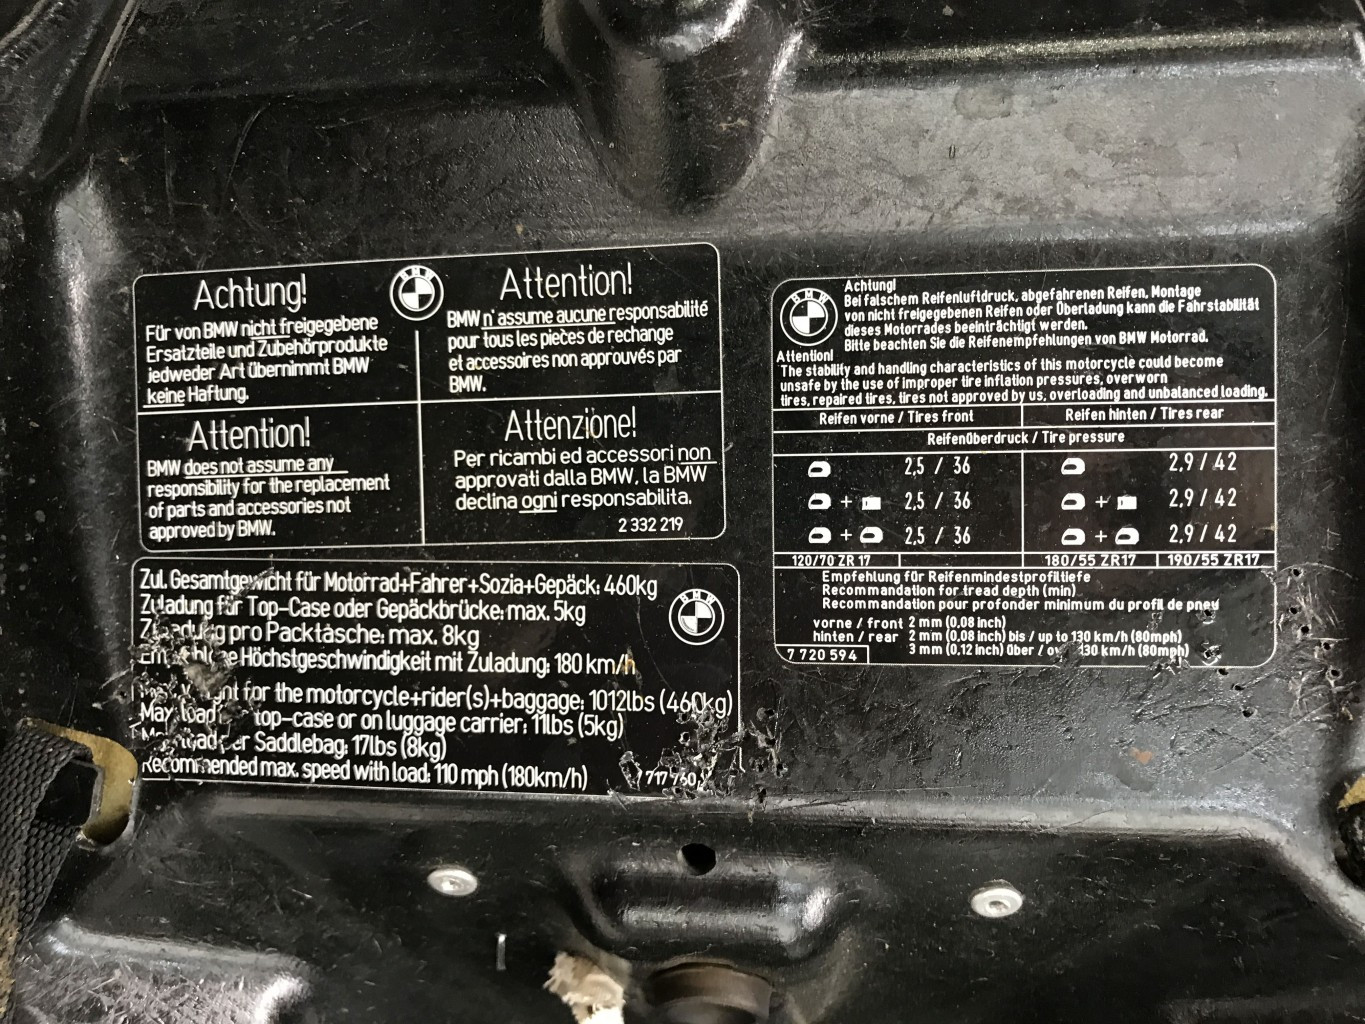 Achtung!
Für von BMW nicht freigegebene
Ersatzteile und Zubehörprodukte
jedweder Art übernimmt BMW
keine Haftung.
BMW
Attention!
BMW n'assume aucune responsabilité
pour tous les pièces de rechange
et accessoires non approuvés par
BMW.
Attention!
BMW does not assume any
responsibility for the replacement
of parts and accessories not
approved by BMW.
Attenzióne!
Per ricambi ed accessori non
approvati dalla BMW, la BMW
declina ogni responsabilita.
2 332 219
Zul. Gesamtgewicht für Motorrad+Fahrer+Sozia+Gepäck: 460kg
Zuladung für Top-Case oder Gepäckbrücke: max. 5kg
Zuladung pro Packtasche: max. 8kg
Höchstgeschwindigkeit mit Zuladung: 180 km/h
BMW
for the motorcycle+rider(s)+baggage: 1012lbs (460kg)
Max load top-case or on luggage carrier: 11lbs (5kg)
per Saddlebag: 17lbs (8kg)
Recommended max. speed with load: 110 mph (180km/h)
717 760
BMW
Achtung!
Bei falschem Reifenluftdruck, abgefahrenen Reifen, Montage
von nicht freigegebenen Reifen oder Überladung kann die Fahrstabilität
dieses Motorrades beeinträchtigt werden.
Bitte beachten Sie die Reifenempfehlungen von BMW Motorrad.
Attention!
The stability and handling characteristics of this motorcycle could become
unsafe by the use of improper tire inflation pressures, overworn
tires, repaired tires, tires not approved by us, overloading and unbalanced loading.
Reifen vorne / Tires front Reifen hinten / Tires rear
Reifenüberdruck / Tire pressure
2,5 / 36 2,9 / 42
+ 2,5 / 36 + 2,9 / 42
+ 2,5 / 36 + 2,9 / 42
120/70 ZR 17 180/55 ZR17 190/55 ZR17
Empfehlung für Reifenmindestprofiltiefe
Recommandation for tread depth (min)
Recommandation pour profonder minimum du profil de pneu
vorne / front 2 mm (0,08 inch)
hinten / rear 2 mm (0,08 inch) bis / up to 130 km/h (80mph)
3 mm (0,12 inch) über / 130 km/h (80mph)
7 720 594